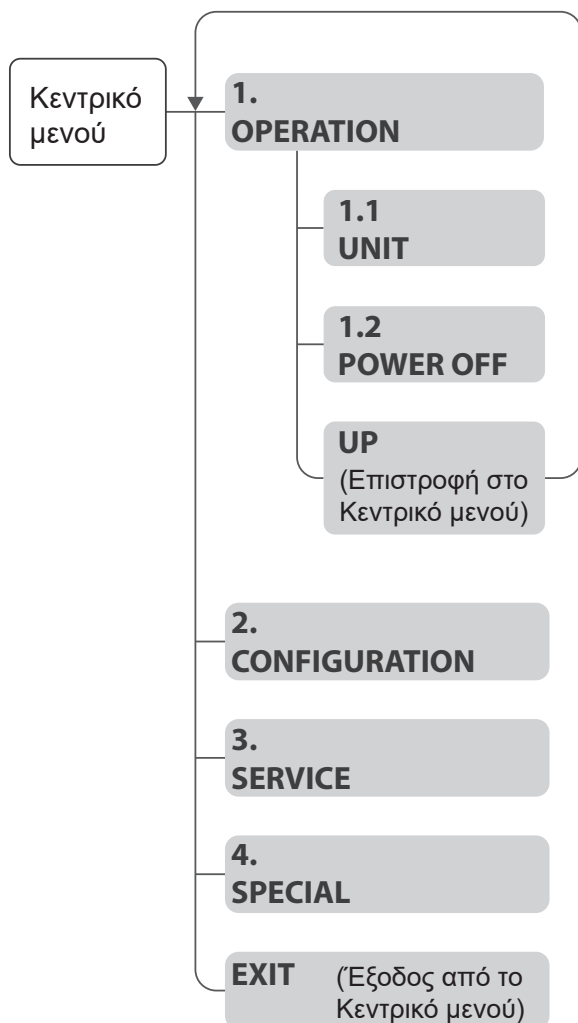 Κεντρικό
μενού
1.
OPERATION
1.1
UNIT
1.2
POWER OFF
UP
(Επιστροφή στο
Κεντρικό μενού)
2.
CONFIGURATION
3.
SERVICE
4.
SPECIAL
EXIT (Έξοδος από το
Κεντρικό μενού)